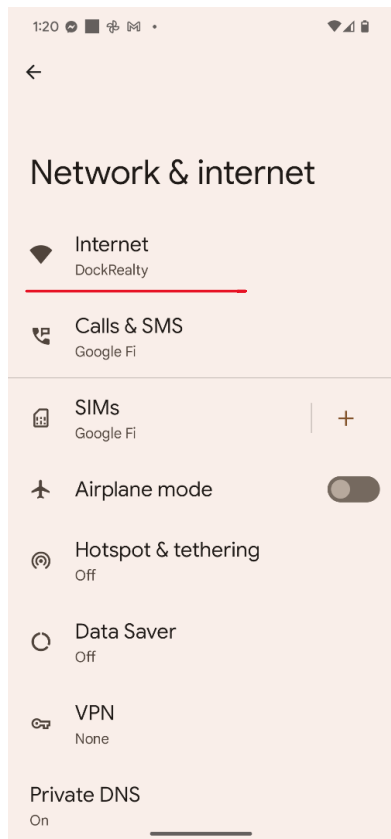 1:20
Network & internet
Internet
DockRealty
Calls & SMS
Google Fi
SIMs
Google Fi
+
Airplane mode
Hotspot & tethering
Off
Data Saver
Off
VPN
None
Private DNS
On